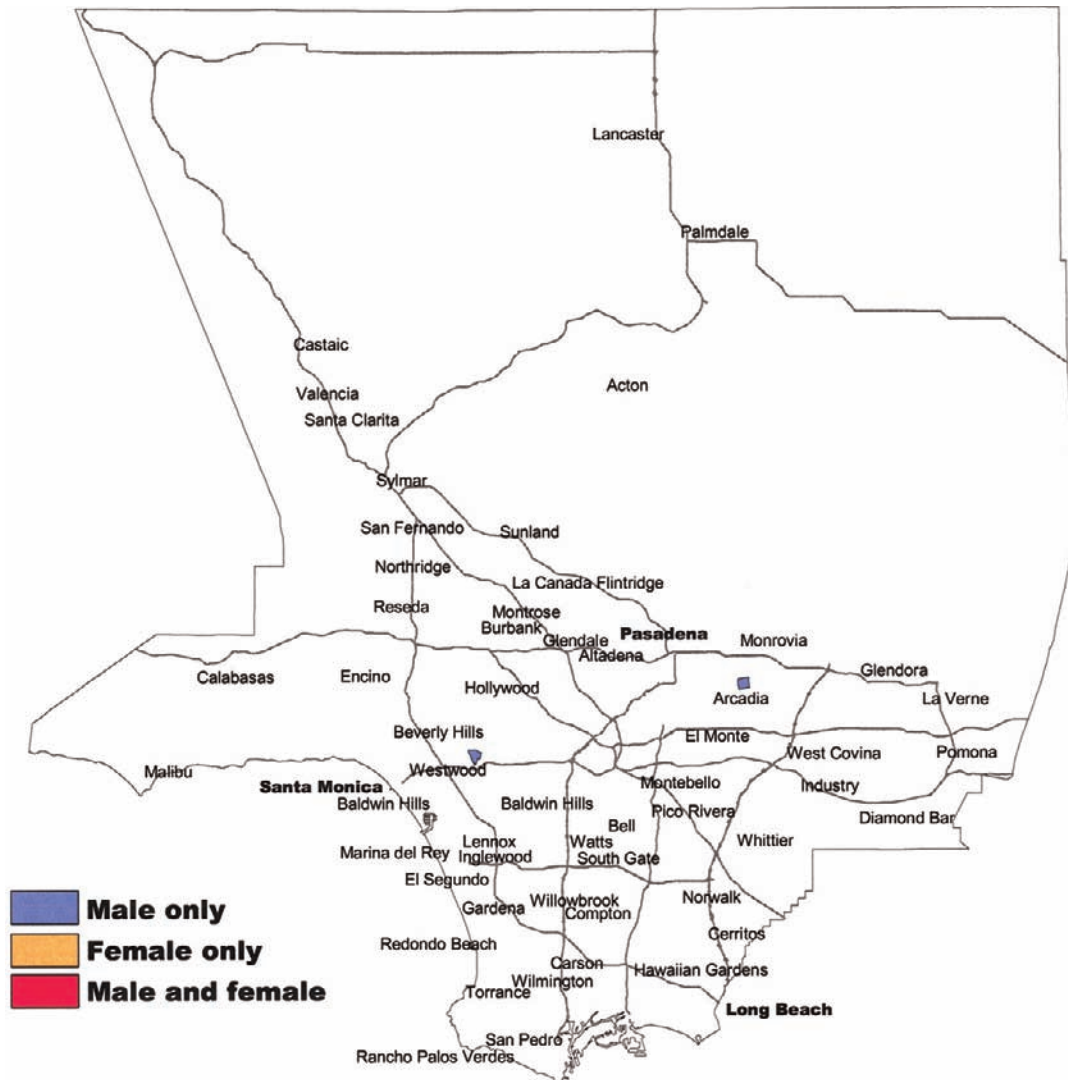 Lancaster
Palmdale
Castaic
Acton
Valencia
Santa Clarita
Sylmar
San Fernando
Sunland
Northridge
La Canada Flintridge
Reseda
Montrose
Burbank
Pasadena
Glendale
Monrovia
Altadena
Glendora
Calabasas
Encino
Hollywood
Arcadia
La Verne
Beverly Hills
El Monte
West Covina
Pomona
Malibu
Westwood
Santa Monica
Montebello
Industry
Baldwin Hills
Baldwin Hills
Pico Rivera
Diamond Bar
Bell
Lennox
Watts
Whittier
Marina del Rey
Inglewood
South Gate
El Segundo
Norwalk
Willowbrook
Gardena
Compton
Male only
Cerritos
Redondo Beach
Female only
Carson
Hawaiian Gardens
Wilmington
Torrance
Male and female
Long Beach
San Pedro
Rancho Palos Verdes